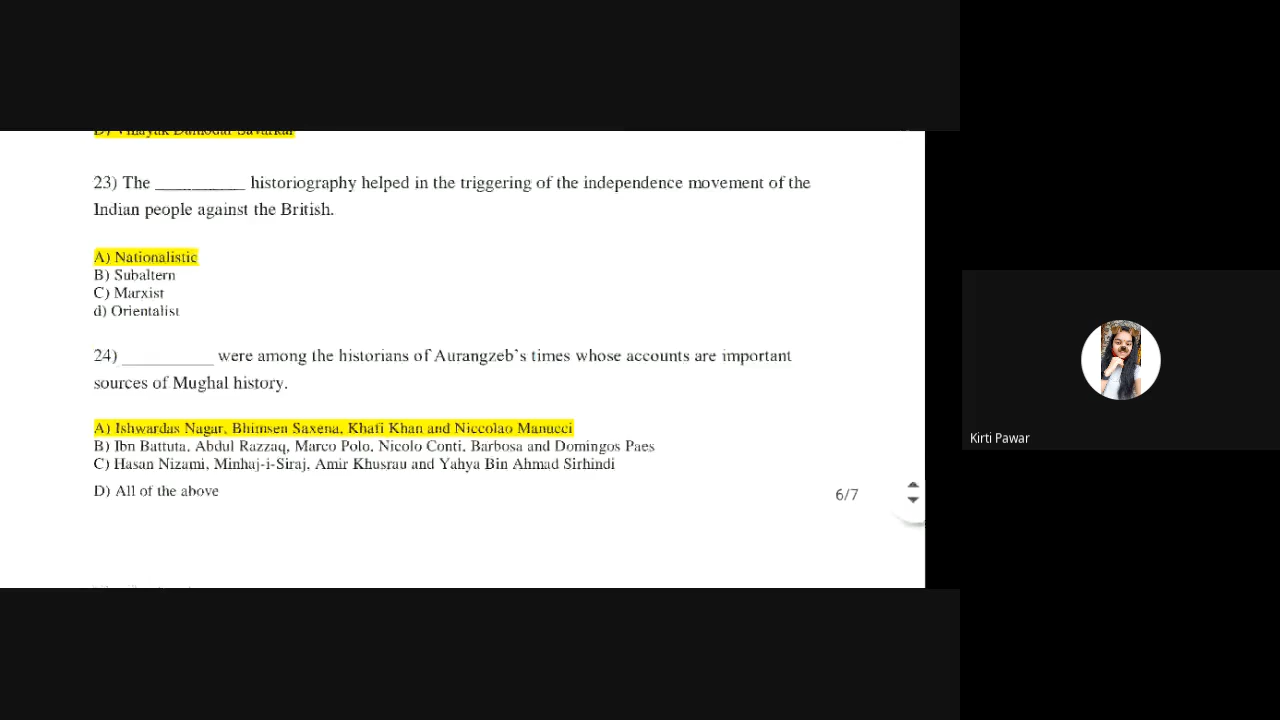 D) Vinayak Damodar Savarkar
23) The __________ historiography helped in the triggering of the independence movement of the
Indian people against the British.
A) Nationalistic
B) Subaltern
C) Marxist
d) Orientalist
24) __________ were among the historians of Aurangzeb's times whose accounts are important
sources of Mughal history.
A) Ishwardas Nagar, Bhimsen Saxena, Khafi Khan and Niccolao Manucci
B) Ibn Battuta, Abdul Razzaq, Marco Polo, Nicolo Conti, Barbosa and Domingos Paes
C) Hasan Nizami, Minhaj-i-Siraj, Amir Khusrau and Yahya Bin Ahmad Sirhindi
D) All of the above
6/7
Kirti Pawar